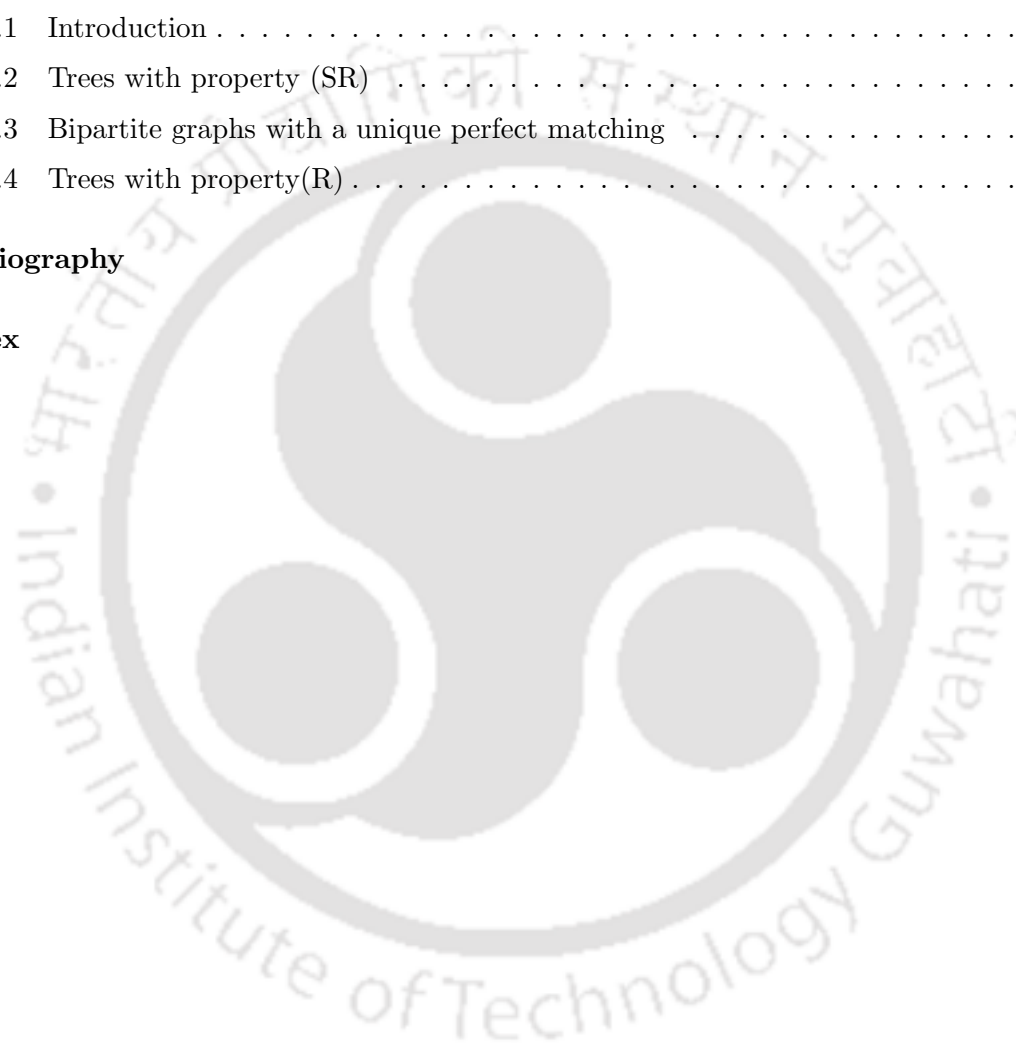 .1 Introduction . . . . . . . . . . . . . . . . . . . . . . . . . . . . . . . . . . . .
.2 Trees with property (SR) . . . . . . . . . . . . . . . . . . . . . . . . . . . .
.3 Bipartite graphs with a unique perfect matching . . . . . . . . . . . . . . .
.4 Trees with property(R) . . . . . . . . . . . . . . . . . . . . . . . . . . . . . .
iography
ex
भारतीय प्रौद्योगिकी संस्थान गुवाहाटी
Indian Institute of Technology Guwahati